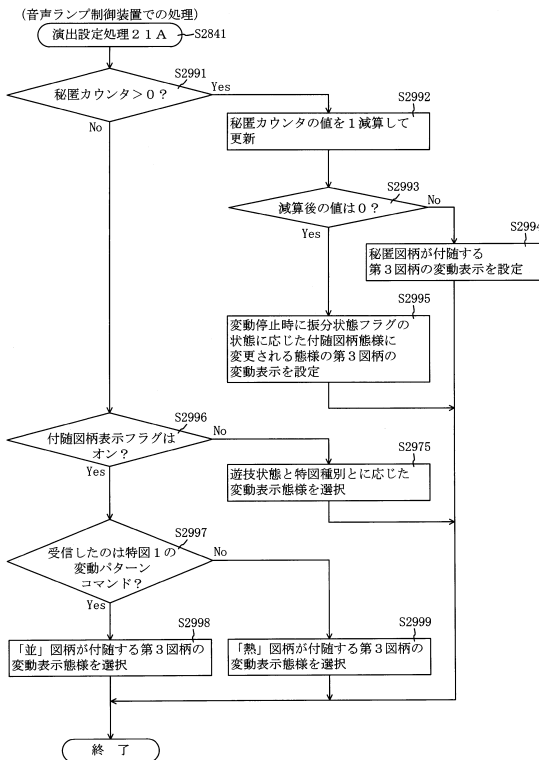 (音声ランプ制御装置での処理)
演出設定処理21A
S2841
S2991
秘匿カウンタ>0?
Yes
No
S2992
秘匿カウンタの値を1減算して
更新
S2993
減算後の値は0?
No
Yes
S2994
秘匿図柄が付随する
第3図柄の変動表示を設定
S2995
変動停止時に振分状態フラグの
状態に応じた付随図柄態様に
変更される態様の第3図柄の
変動表示を設定
S2996
付随図柄表示フラグは
オン?
No
Yes
S2975
遊技状態と特図種別とに応じた
変動表示態様を選択
S2997
受信したのは特図1の
変動パターン
コマンド?
No
Yes
S2998
「並」図柄が付随する第3図柄の
変動表示態様を選択
S2999
「熱」図柄が付随する第3図柄の
変動表示態様を選択
終了